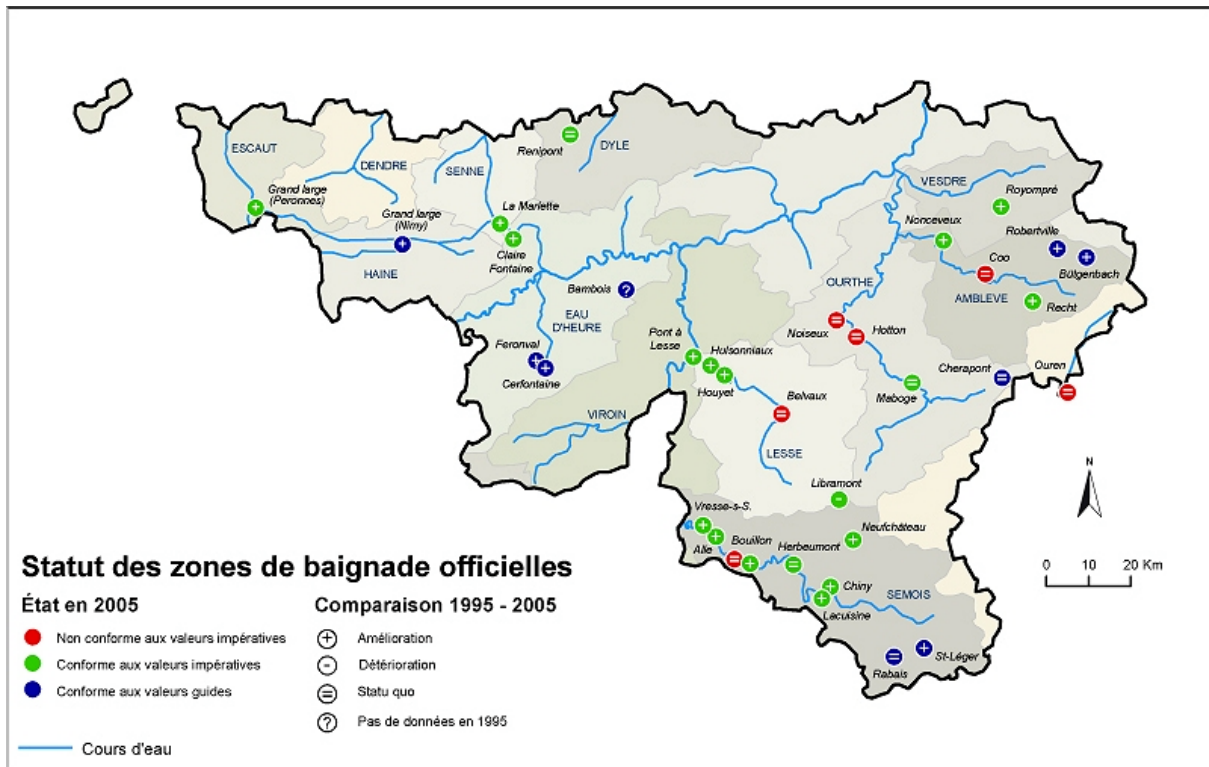 ESCAUT
DENDRE
SENNE
Renipont
DYLE
VESDRE
Grand large
(Peronnes)
Grand large
(Nimy)
La Marlette
Claire
Fontaine
Royompré
Nonceveux
Robertville
Coo
Bütgenbach
HAINE
Bambois
OURTHE
AMBLEVE
Recht
EAU
D'HEURE
Noiseux
Hotton
Pont à
Lesse
Hulsonniaux
Feronval
Cerfontaine
Houyet
Belvaux
Maboge
Cherapont
Ouren
VIROIN
LESSE
Libramont
N
Vresse-s-S.
Neufchâteau
Alle
Bouillon
Herbeumont
Chiny
SEMOIS
Lacuisine
St-Léger
Rabais
0 10 20 Km
Statut des zones de baignade officielles
État en 2005
Non conforme aux valeurs impératives
Conforme aux valeurs impératives
Conforme aux valeurs guides
Comparaison 1995 - 2005
+ Amélioration
- Détérioration
= Statu quo
? Pas de données en 1995
Cours d'eau